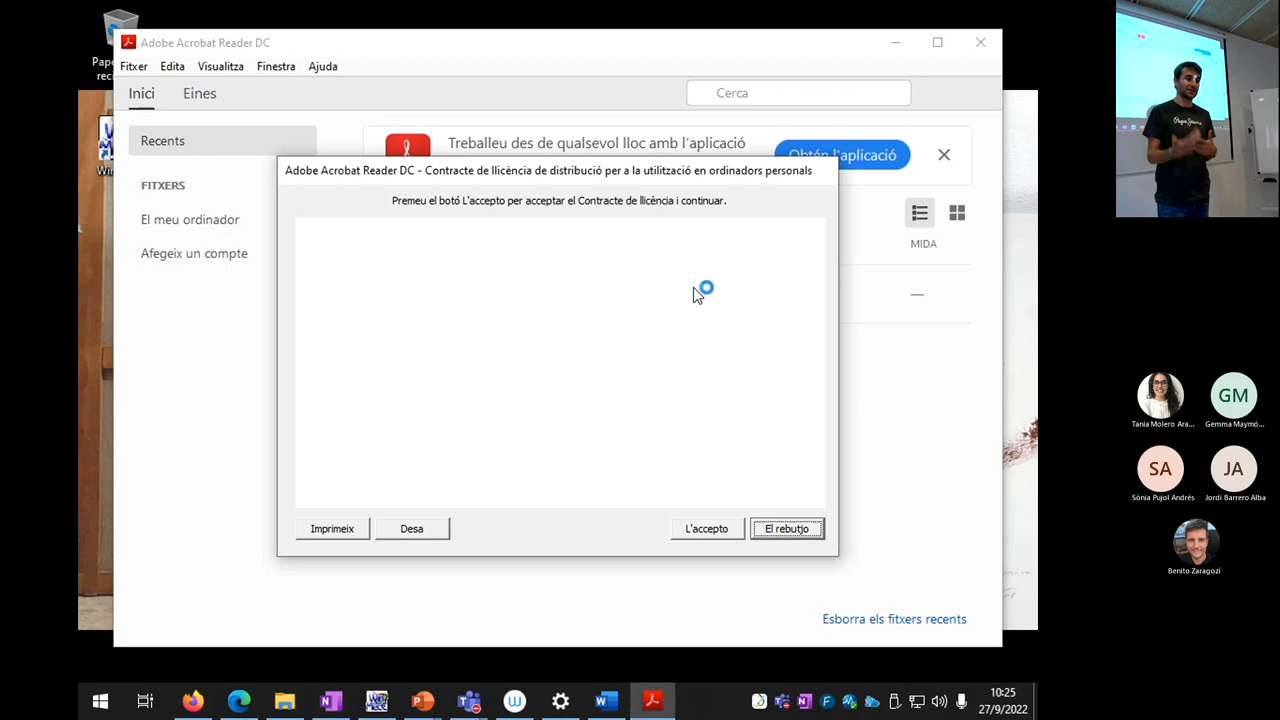 Adobe Acrobat Reader DC
Fitxer Edita Visualitza Finestra Ajuda
Inici Eines
Cerca
Recents
Treballeu des de qualsevol lloc amb l'aplicació
Obtén l'aplicació
Adobe Acrobat Reader DC - Contracte de llicència de distribució per a la utilització en ordinadors personals
Premeu el botó L'accepto per acceptar el Contracte de llicència i continuar.
FITXERS
El meu ordinador
Afegeix un compte
MIDA
—
Imprimeix
Desa
L'accepto
El rebutjo
Esborra els fitxers recents
10:25
27/9/2022
GM
Tania Molero Ara...
Gemma Maymó...
SA
JA
Sònia Pujol Andrés
Jordi Barrero Alba
Benito Zaragozí